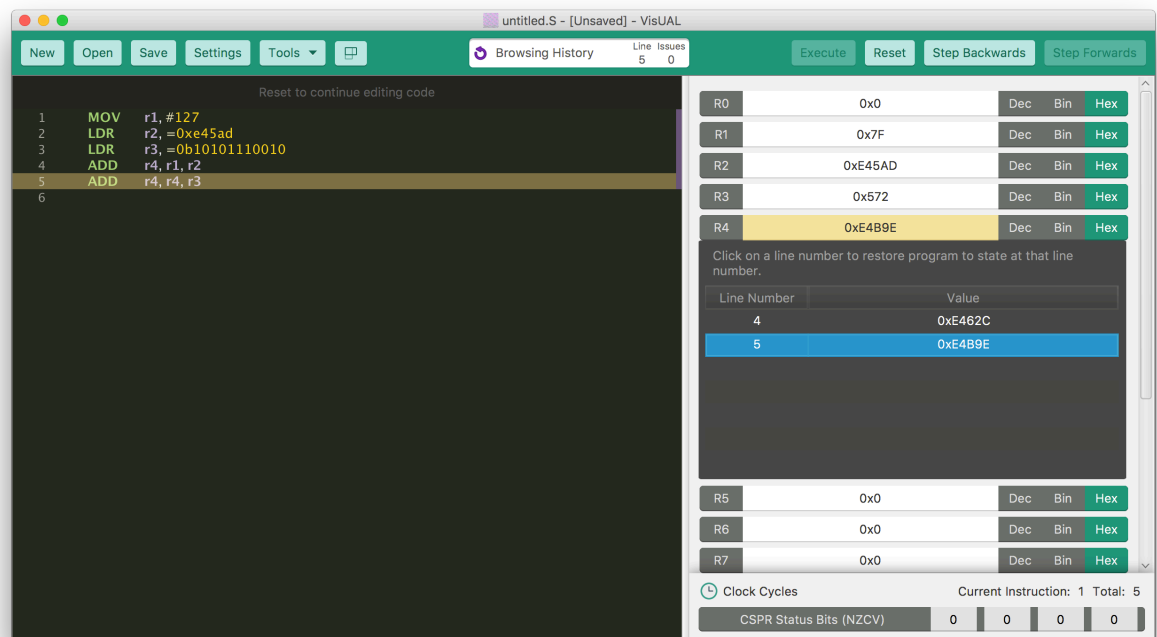 untitled.S - [Unsaved] - VisUAL
New Open Save Settings Tools Browsing History Line Issues Execute Reset Step Backwards Step Forwards
5 0
Reset to continue editing code
1 MOV r1, #127
2 LDR r2, =0xe45ad
3 LDR r3, =0b10101110010
4 ADD r4, r1, r2
5 ADD r4, r4, r3
6
R0 0x0 Dec Bin Hex
R1 0x7F Dec Bin Hex
R2 0xE45AD Dec Bin Hex
R3 0x572 Dec Bin Hex
R4 0xE4B9E Dec Bin Hex
Click on a line number to restore program to state at that line
number.
Line Number Value
4 0xE462C
5 0xE4B9E
R5 0x0 Dec Bin Hex
R6 0x0 Dec Bin Hex
R7 0x0 Dec Bin Hex
Clock Cycles Current Instruction: 1 Total: 5
CSPR Status Bits (NZCV) 0 0 0 0